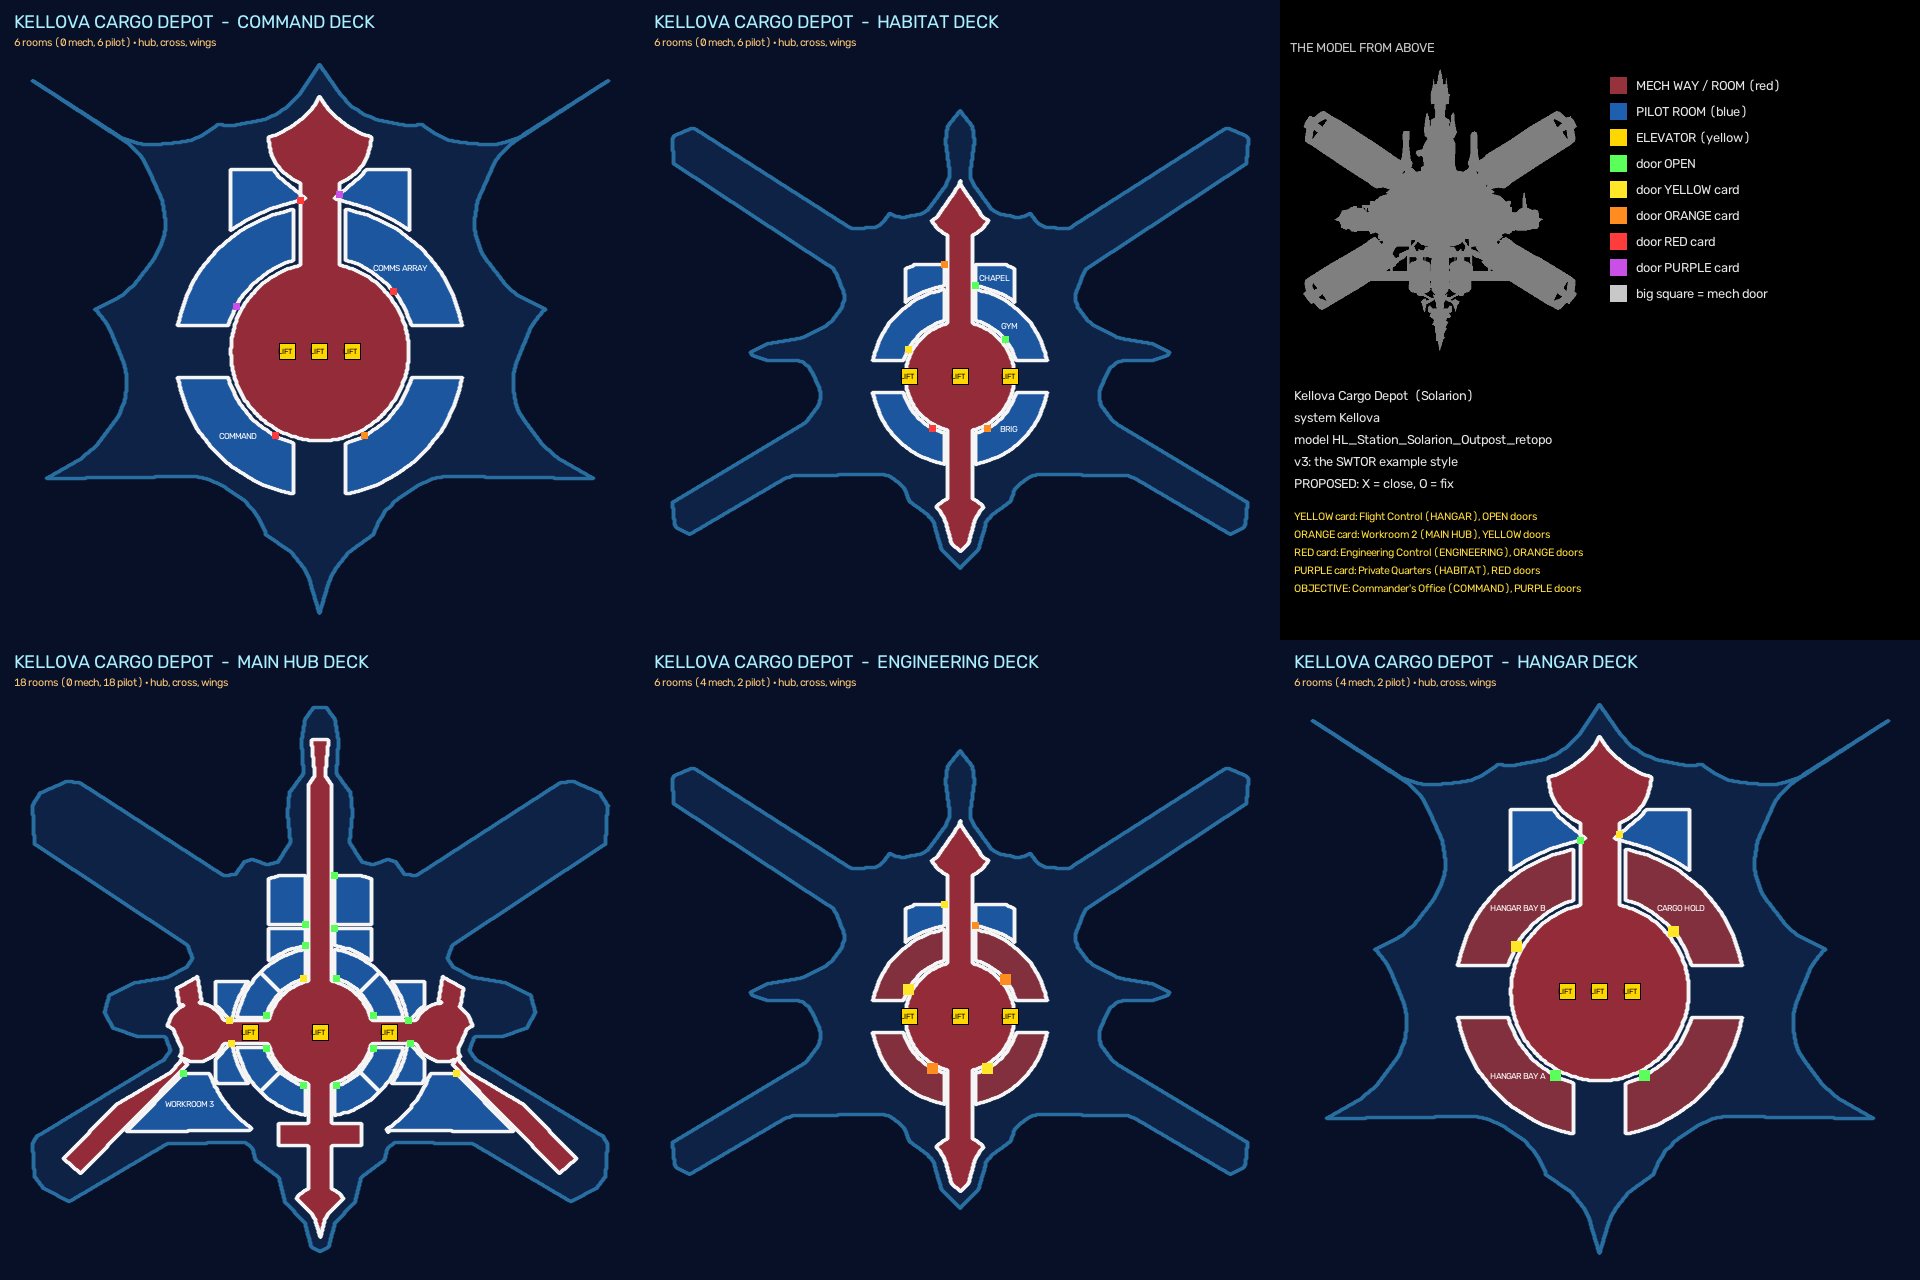 KELLOVA CARGO DEPOT - COMMAND DECK
6 rooms (0 mech, 6 pilot) • hub, cross, wings
COMMS ARRAY
LIFT LIFT LIFT
COMMAND
KELLOVA CARGO DEPOT - HABITAT DECK
6 rooms (0 mech, 6 pilot) • hub, cross, wings
CHAPEL
GYM
LIFT LIFT LIFT
BRIG
THE MODEL FROM ABOVE
MECH WAY / ROOM (red)
PILOT ROOM (blue)
ELEVATOR (yellow)
door OPEN
door YELLOW card
door ORANGE card
door RED card
door PURPLE card
big square = mech door
Kellova Cargo Depot (Solarion)
system Kellova
model HL_Station_Solarion_Outpost_retopo
v3: the SWTOR example style
PROPOSED: X = close, O = fix
YELLOW card: Flight Control (HANGAR), OPEN doors
ORANGE card: Workroom 2 (MAIN HUB), YELLOW doors
RED card: Engineering Control (ENGINEERING), ORANGE doors
PURPLE card: Private Quarters (HABITAT), RED doors
OBJECTIVE: Commander's Office (COMMAND), PURPLE doors
KELLOVA CARGO DEPOT - MAIN HUB DECK
18 rooms (0 mech, 18 pilot) • hub, cross, wings
LIFT LIFT LIFT
WORKROOM 3
KELLOVA CARGO DEPOT - ENGINEERING DECK
6 rooms (4 mech, 2 pilot) • hub, cross, wings
LIFT LIFT LIFT
KELLOVA CARGO DEPOT - HANGAR DECK
6 rooms (4 mech, 2 pilot) • hub, cross, wings
HANGAR BAY B
CARGO HOLD
LIFT LIFT LIFT
HANGAR BAY A